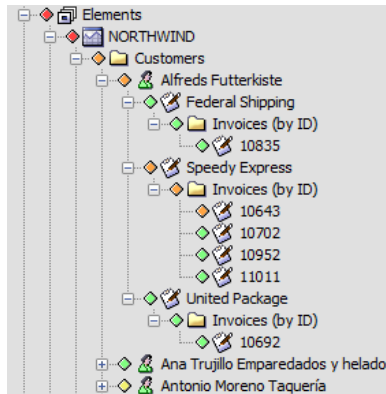 Elements
NORTHWIND
Customers
Alfreds Futterkiste
Federal Shipping
Invoices (by ID)
10835
Speedy Express
Invoices (by ID)
10643
10702
10952
11011
United Package
Invoices (by ID)
10692
Ana Trujillo Emparedados y helado
Antonio Moreno Taquería